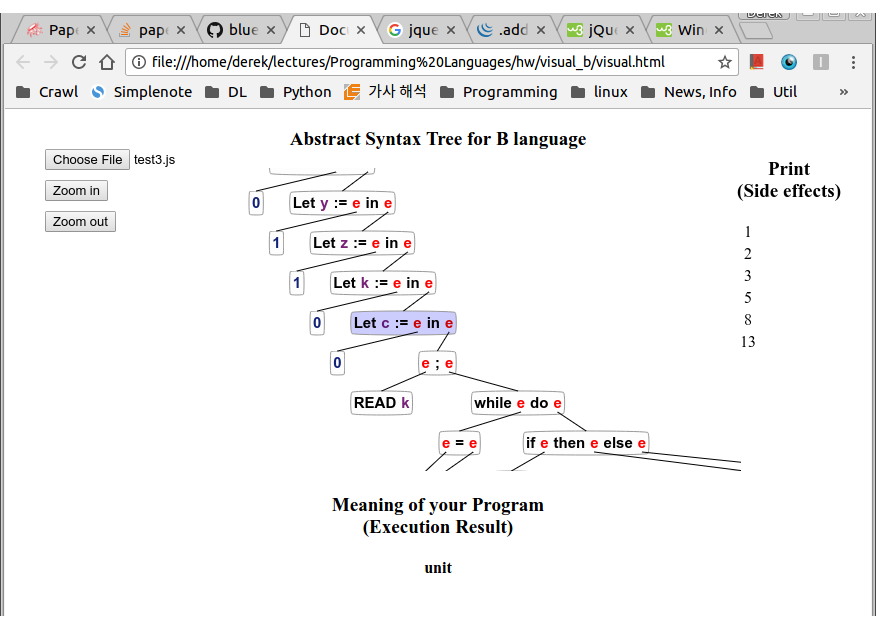 Derek
Pape × pape × blue × Docu × jque × .add × jQu × Win ×
file:///home/derek/lectures/Programming%20Languages/hw/visual_b/visual.html
Crawl Simplenote DL Python 가사 해석 Programming linux News, Info Util »
Abstract Syntax Tree for B language
Choose File test3.js
Zoom in
Zoom out
Print
(Side effects)
0 Let y := e in e
1 Let z := e in e
1 Let k := e in e
0 Let c := e in e
0 e ; e
READ k while e do e
e = e if e then e else e
1
2
3
5
8
13
Meaning of your Program
(Execution Result)
unit